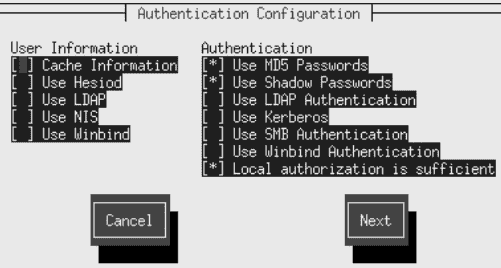 Authentication Configuration
User Information
[ ] Cache Information
[ ] Use Hesiod
[ ] Use LDAP
[ ] Use NIS
[ ] Use Winbind
Authentication
[*] Use MD5 Passwords
[*] Use Shadow Passwords
[ ] Use LDAP Authentication
[ ] Use Kerberos
[ ] Use SMB Authentication
[ ] Use Winbind Authentication
[*] Local authorization is sufficient
Cancel
Next